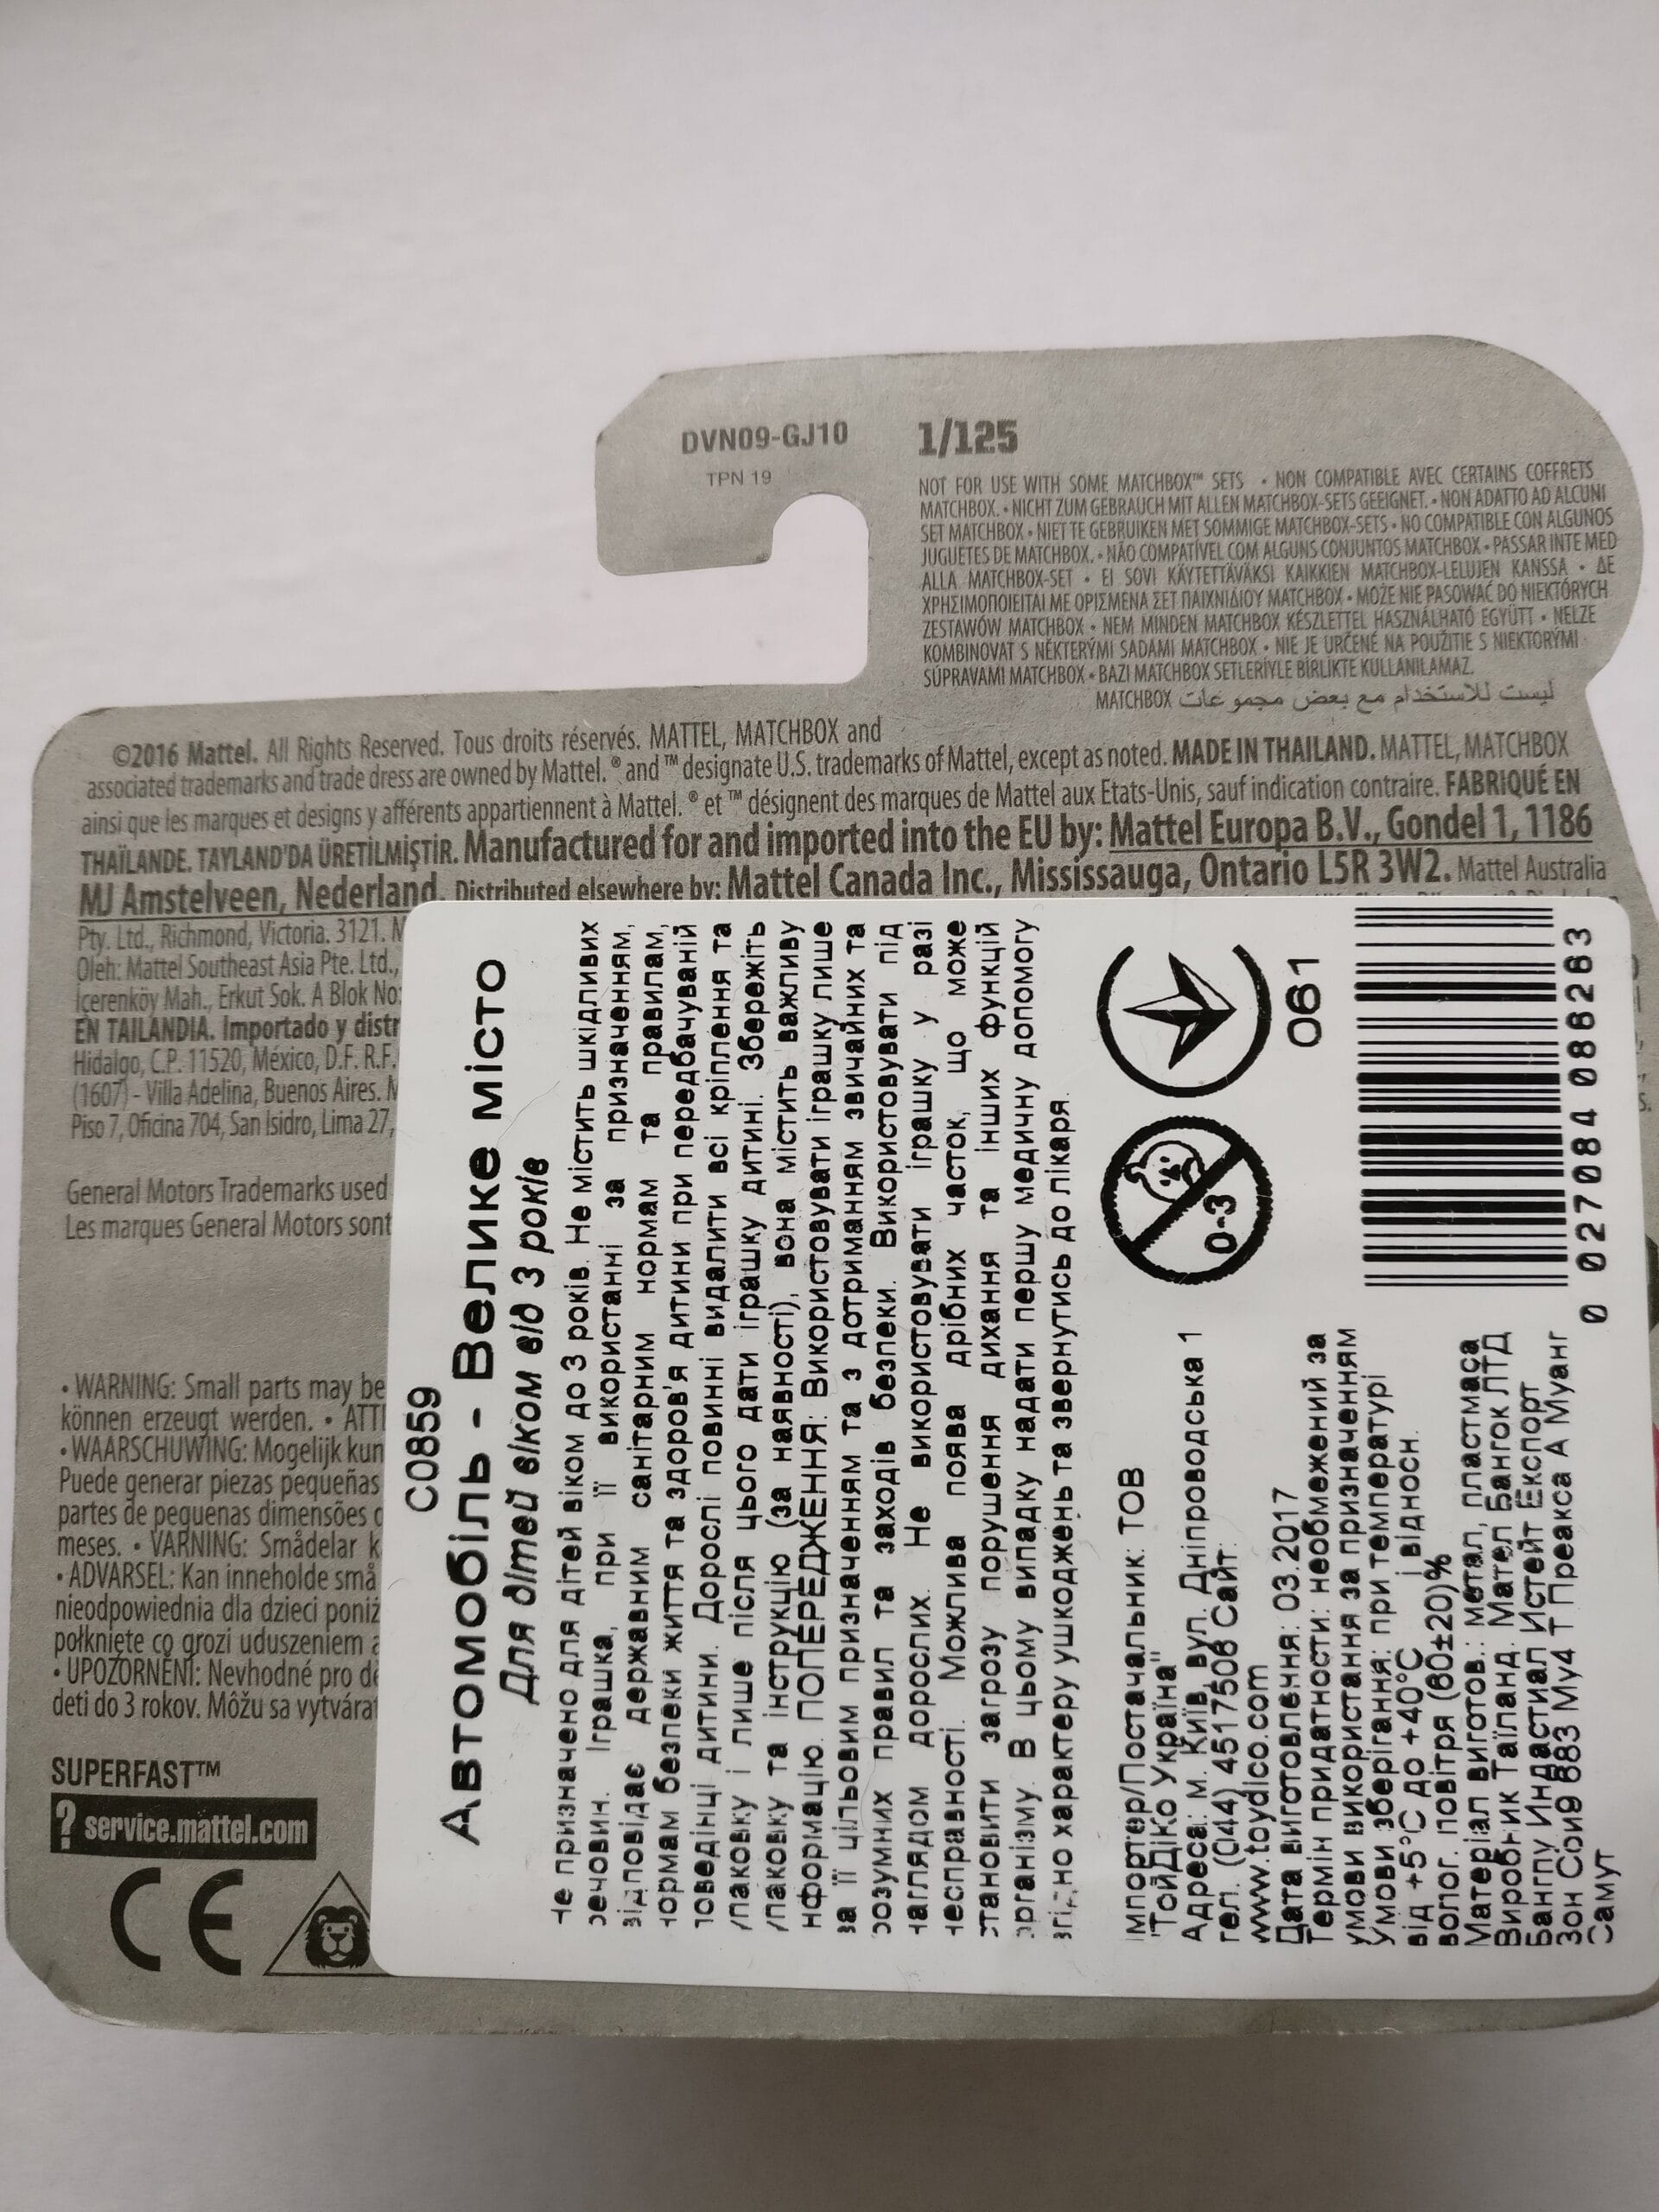 DVN09-GJ10
TPN 19
1/125
NOT FOR USE WITH SOME MATCHBOX™ SETS • NON COMPATIBLE AVEC CERTAINS COFFRETS
MATCHBOX. • NICHT ZUM GEBRAUCH MIT ALLEN MATCHBOX-SETS GEEIGNET. • NON ADATTO AD ALCUNI
SET MATCHBOX • NIET TE GEBRUIKEN MET SOMMIGE MATCHBOX-SETS • NO COMPATIBLE CON ALGUNOS
JUGUETES DE MATCHBOX. • NÃO COMPATÍVEL COM ALGUNS CONJUNTOS MATCHBOX • PASSAR INTE MED
ALLA MATCHBOX-SET • EI SOVI KÄYTETTÄVÄKSI KAIKKIEN MATCHBOX-LELUJEN KANSSA • ΔΕ
ΧΡΗΣΙΜΟΠΟΙΕΙΤΑΙ ΜΕ ΟΡΙΣΜΕΝΑ ΣΕΤ ΠΑΙΧΝΙΔΙΟΥ MATCHBOX • MOŻE NIE PASOWAĆ DO NIEKTÓRYCH
ZESTAWÓW MATCHBOX • NEM MINDEN MATCHBOX KÉSZLETTEL HASZNÁLHATÓ EGYÜTT • NELZE
KOMBINOVAT S NĚKTERÝMI SADAMI MATCHBOX • NIE JE URČENÉ NA POUŽITIE S NIEKTORÝMI
SÚPRAVAMI MATCHBOX • BAZI MATCHBOX SETLERİYLE BİRLİKTE KULLANILAMAZ.
ليست للاستخدام مع بعض مجموعات MATCHBOX
©2016 Mattel. All Rights Reserved. Tous droits réservés. MATTEL, MATCHBOX and
associated trademarks and trade dress are owned by Mattel. ® and ™ designate U.S. trademarks of Mattel, except as noted. MADE IN THAILAND. MATTEL, MATCHBOX
ainsi que les marques et designs y afférents appartiennent à Mattel. ® et ™ désignent des marques de Mattel aux Etats-Unis, sauf indication contraire. FABRIQUÉ EN
THAÏLANDE. TAYLAND'DA ÜRETİLMİŞTİR. Manufactured for and imported into the EU by: Mattel Europa B.V., Gondel 1, 1186
MJ Amstelveen, Nederland. Distributed elsewhere by: Mattel Canada Inc., Mississauga, Ontario L5R 3W2. Mattel Australia
Pty. Ltd., Richmond, Victoria. 3121. M
Oleh: Mattel Southeast Asia Pte. Ltd.,
İçerenköy Mah., Erkut Sok. A Blok No:
EN TAILANDIA. Importado y distr
Hidalgo, C.P. 11520, México, D.F. R.F.
(1607) - Villa Adelina, Buenos Aires. M
Piso 7, Oficina 704, San Isidro, Lima 27,
General Motors Trademarks used
Les marques General Motors sont
• WARNING: Small parts may be
können erzeugt werden. • ATTI
• WAARSCHUWING: Mogelijk kun
Puede generar piezas pequeñas
partes de pequenas dimensões
meses. • VARNING: Smådelar k
• ADVARSEL: Kan inneholde små
nieodpowiednia dla dzieci poniż
połknięte co grozi uduszeniem
• UPOZORNĚNÍ: Nevhodné pro dě
deti do 3 rokov. Môžu sa vytvárať
SUPERFAST™
? service.mattel.com
CE
C0859
Автомобіль - Велике місто
Для дітей віком від 3 років
Не призначено для дітей віком до 3 років. Не містить шкідливих
речовин. Іграшка, при її використанні за призначенням,
відповідає державним санітарним нормам та правилам,
нормам безпеки життя та здоров'я дитини при передбачуваній
поведінці дитини. Дорослі повинні видалити всі кріплення та
упаковку і лише після цього дати іграшку дитині. Збережіть
упаковку та інструкцію (за наявності), вона містить важливу
інформацію. ПОПЕРЕДЖЕННЯ: Використовувати іграшку лише
за її цільовим призначенням та з дотриманням звичайних та
розумних правил та заходів безпеки. Використовувати під
наглядом дорослих. Не використовувати іграшку у разі
несправності. Можлива поява дрібних часток, що може
становити загрозу порушення дихання та інших функцій
організму. В цьому випадку надати першу медичну допомогу
згідно характеру ушкоджень та звернутись до лікаря.
Імпортер/Постачальник: ТОВ
"ТойДіко Україна"
Адреса: м. Київ, вул. Дніпроводська 1
тел. (044) 4517506 Сайт:
www.toydico.com
Дата виготовлення: 03.2017
Термін придатності: необмежений за
умови використання за призначенням
Умови зберігання: при температурі
від +5°C до +40°C і відносн.
волог. повітря (60±20)%
Матеріал виготов.: метал, пластмаса
Виробник Таїланд. Мател Бангок ЛТД
Бангпу Индастиал Истейт Експорт
Зон Сой9 683 Му4 Т Преакса А Муанг
Самут
0-3
061
0 027084 088263